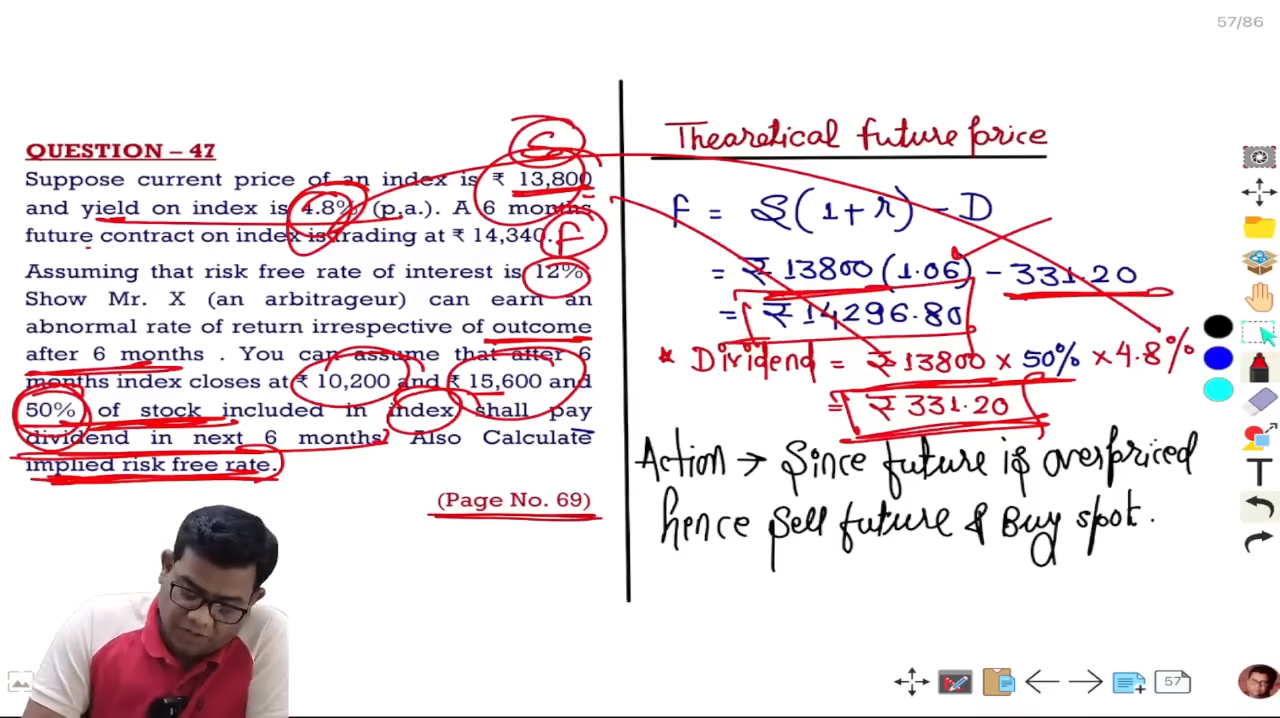 57/86
QUESTION – 47
Suppose current price of an index is ₹ 13,800
and yield on index is 4.8% (p.a.). A 6 months
future contract on index is trading at ₹ 14,340.
Assuming that risk free rate of interest is 12%
Show Mr. X (an arbitrageur) can earn an
abnormal rate of return irrespective of outcome
after 6 months . You can assume that after 6
months index closes at ₹ 10,200 and ₹ 15,600 and
50% of stock included in index shall pay
dividend in next 6 months. Also Calculate
implied risk free rate.
(Page No. 69)
S
F
Theoretical future price
F = S(1+r) - D
= ₹ 13800 (1.06) - 331.20
= ₹ 14296.80
* Dividend = ₹ 13800 × 50% × 4.8%
= ₹ 331.20
Action → Since future is overpriced
hence Sell future & Buy spot.
T
57